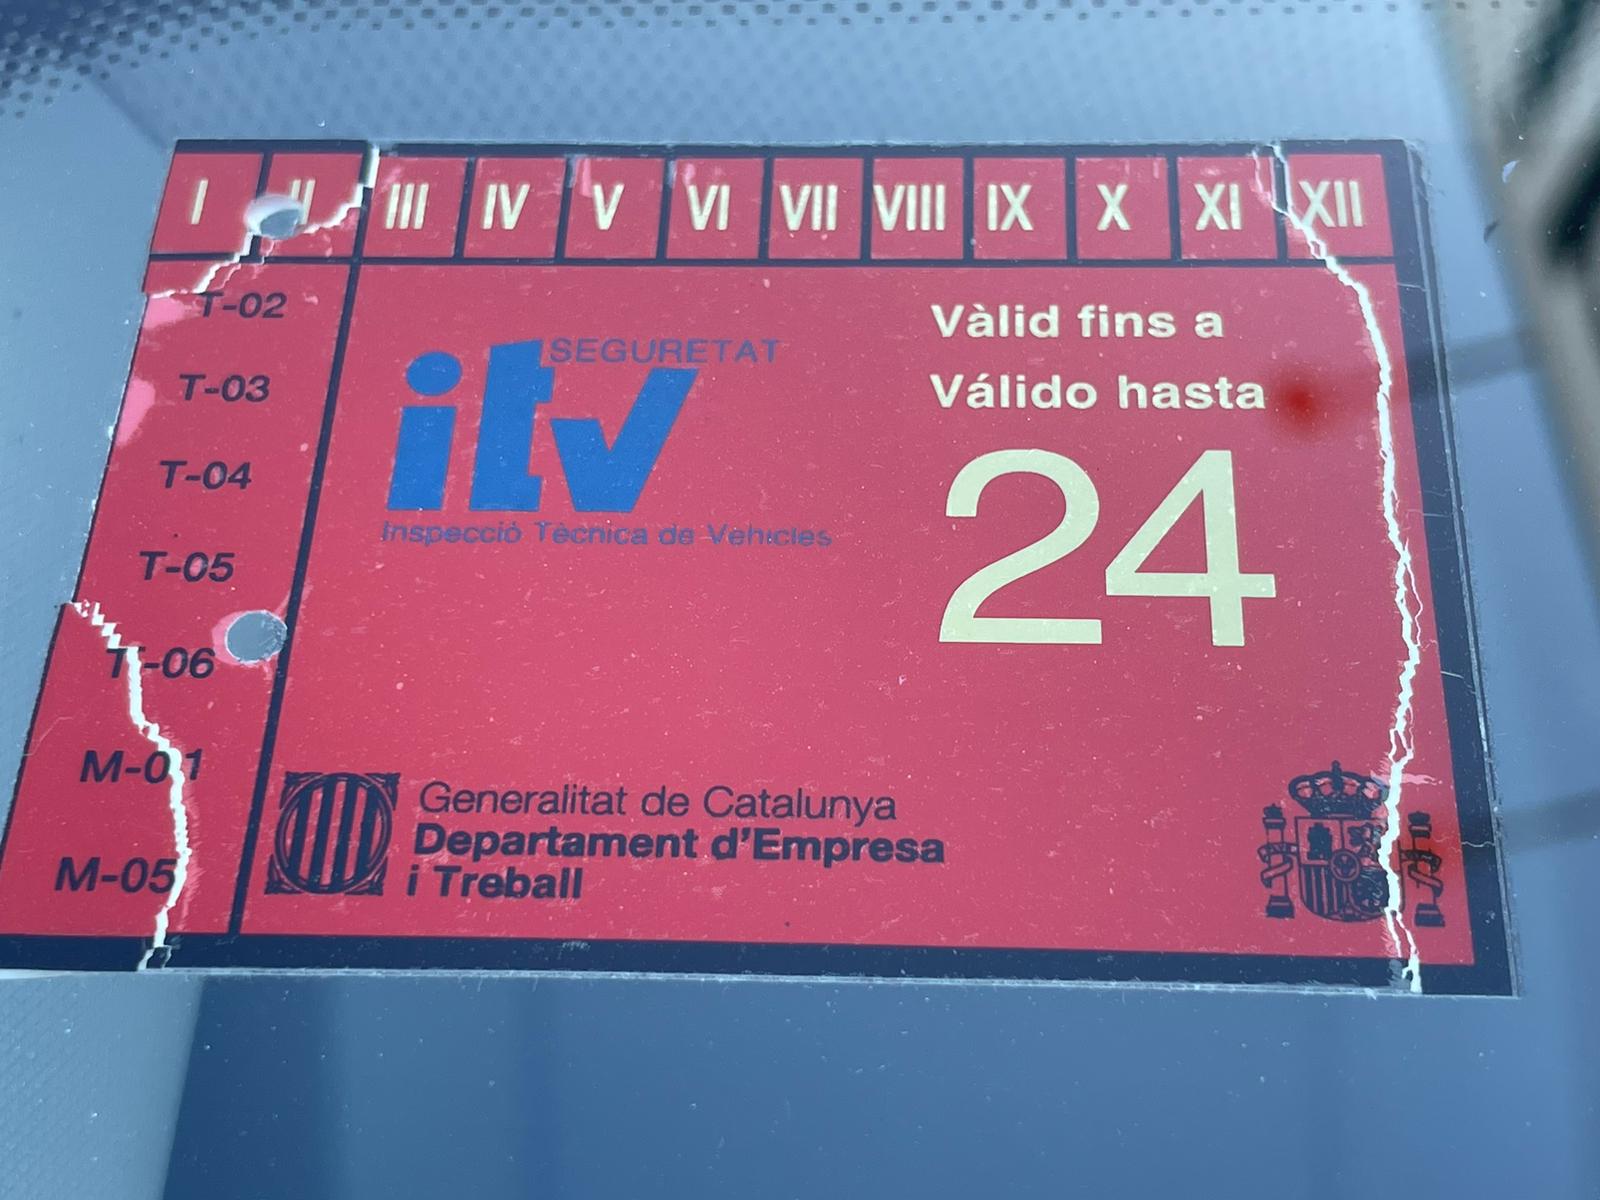 I II III IV V VI VII VIII IX X XI XII
T-02
T-03
T-04
T-05
T-06
M-01
M-05
SEGURETAT
itv
Inspecció Tècnica de Vehicles
Vàlid fins a
Válido hasta
24
Generalitat de Catalunya
Departament d'Empresa
i Treball